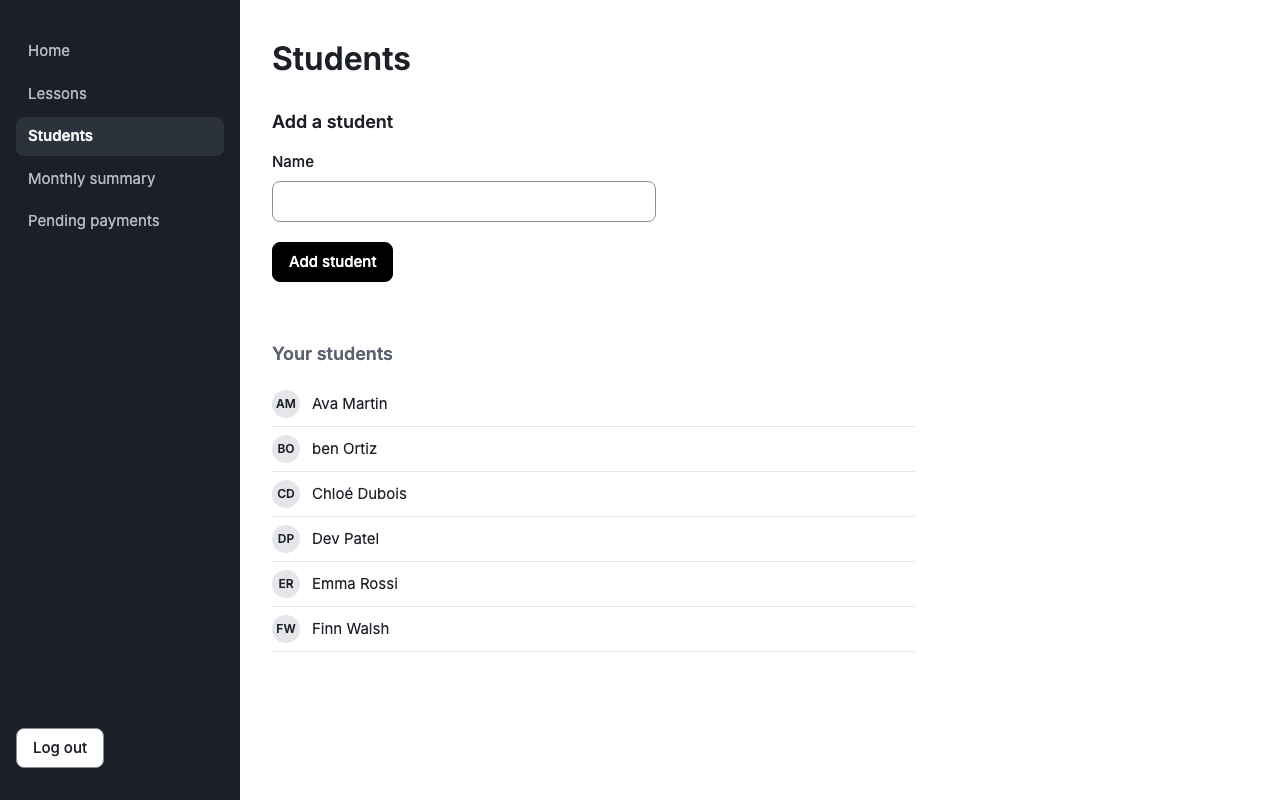 Home
Lessons
Students
Monthly summary
Pending payments
Log out
Students
Add a student
Name
Add student
Your students
AM Ava Martin
BO ben Ortiz
CD Chloé Dubois
DP Dev Patel
ER Emma Rossi
FW Finn Walsh